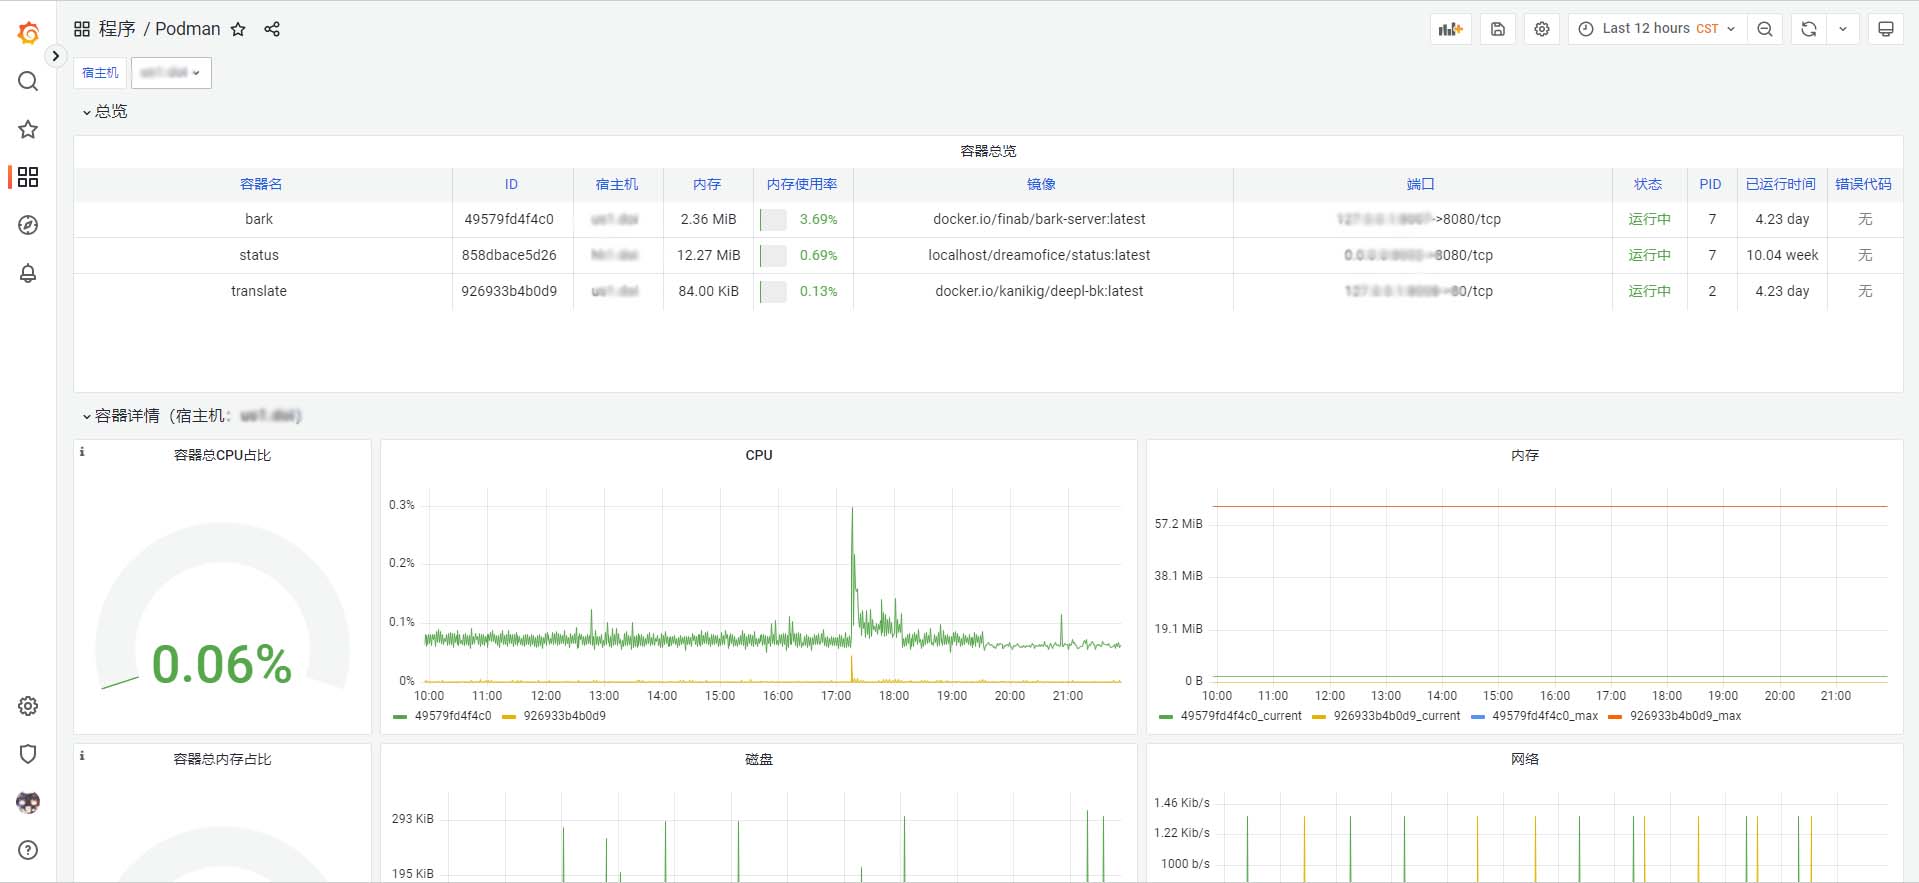 程序 / Podman
Last 12 hours CST
宿主机
总览
容器总览
容器名 ID 宿主机 内存 内存使用率 镜像 端口 状态 PID 已运行时间 错误代码
bark 49579fd4f4c0 2.36 MiB 3.69% docker.io/finab/bark-server:latest ->8080/tcp 运行中 7 4.23 day 无
status 858dbace5d26 12.27 MiB 0.69% localhost/dreamofice/status:latest 8080/tcp 运行中 7 10.04 week 无
translate 926933b4b0d9 84.00 KiB 0.13% docker.io/kanikig/deepl-bk:latest /tcp 运行中 2 4.23 day 无
容器详情（宿主机：
容器总CPU占比
0.06%
CPU
0.3%
0.2%
0.1%
0%
10:00 11:00 12:00 13:00 14:00 15:00 16:00 17:00 18:00 19:00 20:00 21:00
49579fd4f4c0 926933b4b0d9
内存
57.2 MiB
38.1 MiB
19.1 MiB
0 B
10:00 11:00 12:00 13:00 14:00 15:00 16:00 17:00 18:00 19:00 20:00 21:00
49579fd4f4c0_current 926933b4b0d9_current 49579fd4f4c0_max 926933b4b0d9_max
容器总内存占比
磁盘
293 KiB
195 KiB
网络
1.46 Kib/s
1.22 Kib/s
1000 b/s